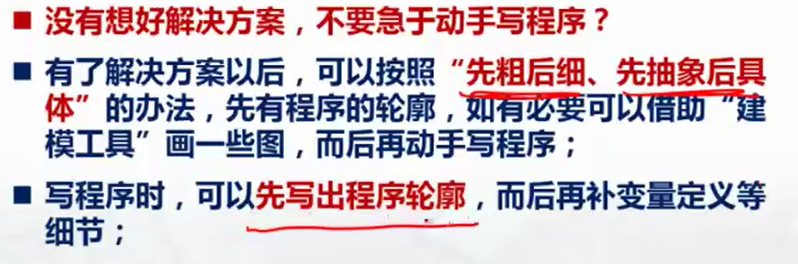 ■ 没有想好解决方案，不要急于动手写程序？
■ 有了解决方案以后，可以按照“先粗后细、先抽象后具
体”的办法，先有程序的轮廓，如有必要可以借助“建
模工具”画一些图，而后再动手写程序；
■ 写程序时，可以先写出程序轮廓，而后再补变量定义等
细节；